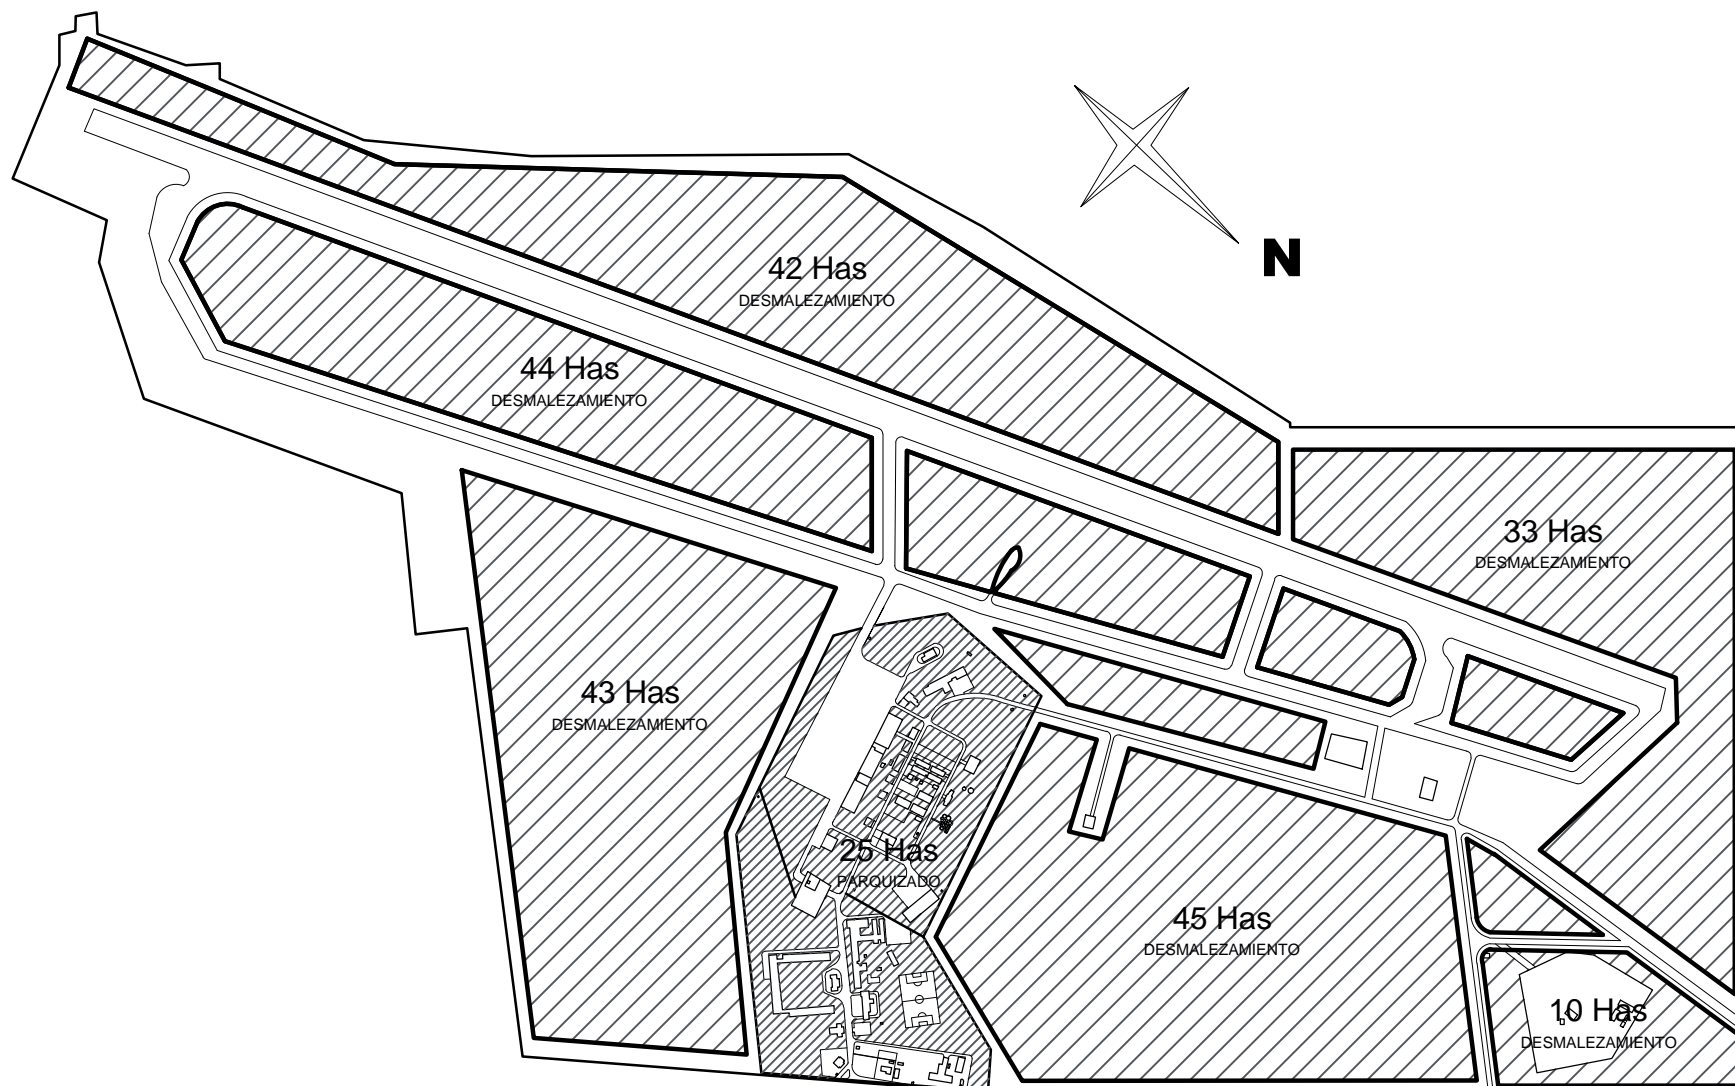 N
42 Has
DESMALEZAMIENTO
44 Has
DESMALEZAMIENTO
33 Has
DESMALEZAMIENTO
43 Has
DESMALEZAMIENTO
25 Has
PARQUIZADO
45 Has
DESMALEZAMIENTO
10 Has
DESMALEZAMIENTO